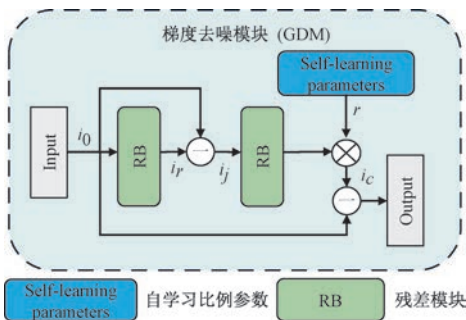 梯度去噪模块 (GDM)
Self-learning
parameters
r
Input
i0
RB
ir
ij
RB
ic
Output
Self-learning
parameters
自学习比例参数
RB
残差模块